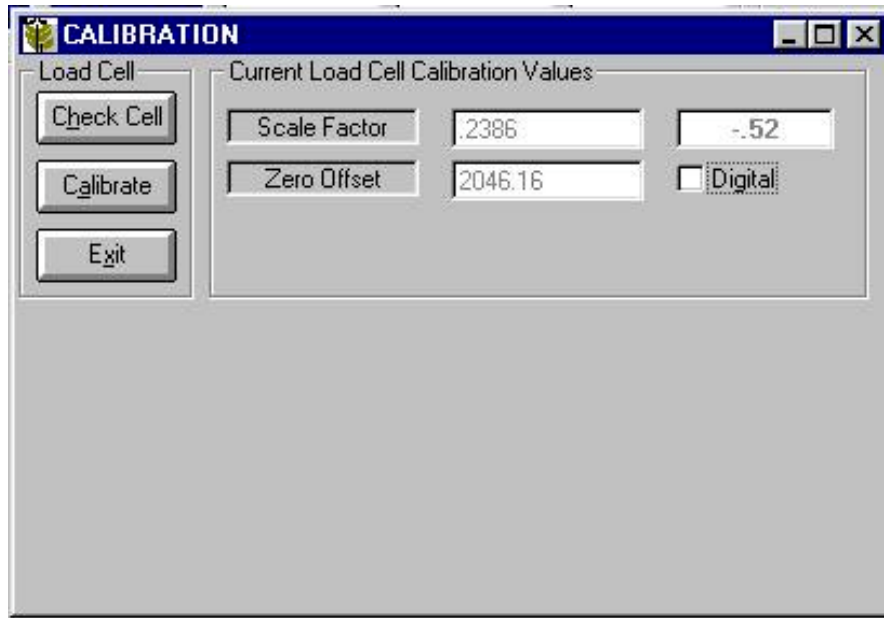 CALIBRATION
Load Cell
Check Cell
Calibrate
Exit
Current Load Cell Calibration Values
Scale Factor .2386 -.52
Zero Offset 2046.16 Digital